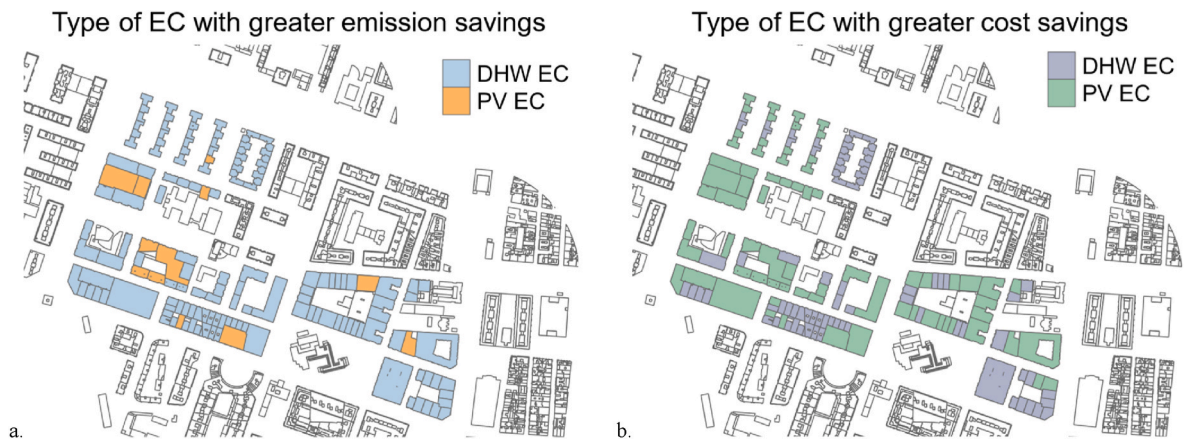 Type of EC with greater emission savings
DHW EC
PV EC
a.
Type of EC with greater cost savings
DHW EC
PV EC
b.